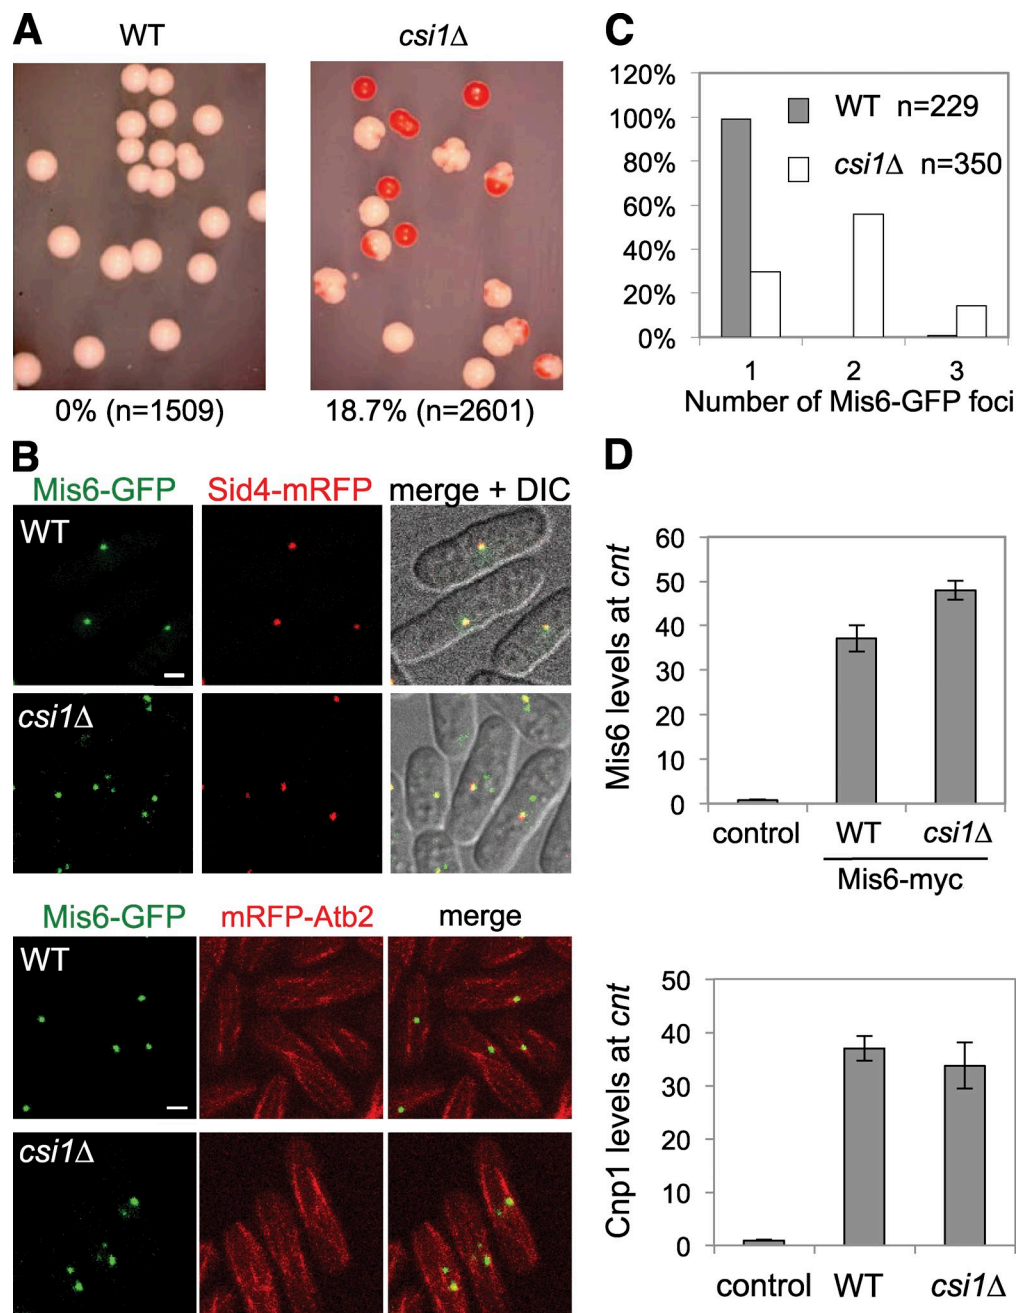 A
WT
csi1Δ
0% (n=1509)
18.7% (n=2601)
B
Mis6-GFP
Sid4-mRFP
merge + DIC
WT
csi1Δ
Mis6-GFP
mRFP-Atb2
merge
WT
csi1Δ
C
120%
100%
80%
60%
40%
20%
0%
WT n=229
csi1Δ n=350
1
2
3
Number of Mis6-GFP foci
D
Mis6 levels at cnt
60
50
40
30
20
10
0
control
WT
csi1Δ
Mis6-myc
Cnp1 levels at cnt
50
40
30
20
10
0
control
WT
csi1Δ